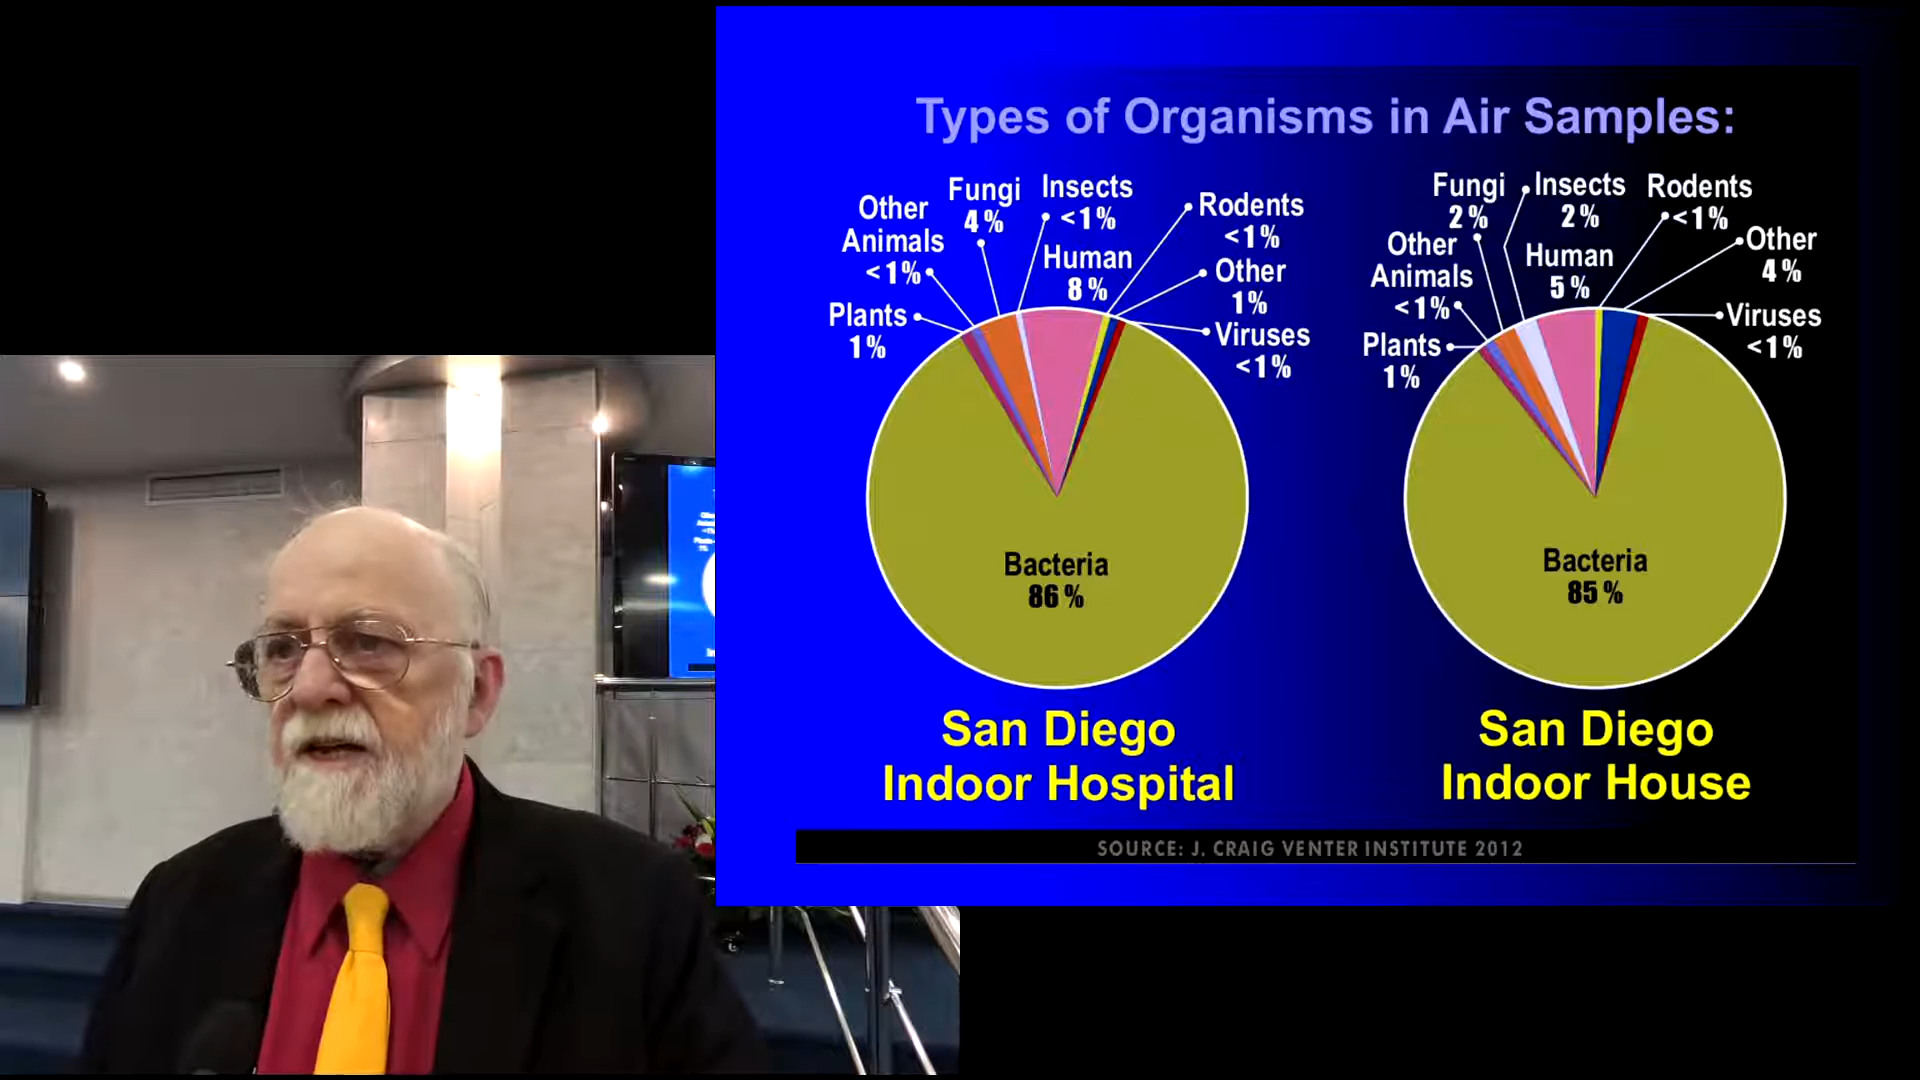 Types of Organisms in Air Samples:
Fungi
4%
Insects
<1%
Other
Animals
<1%
Rodents
<1%
Human
8%
Other
1%
Plants
1%
Viruses
<1%
Bacteria
86%
San Diego
Indoor Hospital
Fungi
2%
Insects
2%
Rodents
<1%
Other
Animals
<1%
Human
5%
Other
4%
Plants
1%
Viruses
<1%
Bacteria
85%
San Diego
Indoor House
SOURCE: J. CRAIG VENTER INSTITUTE 2012